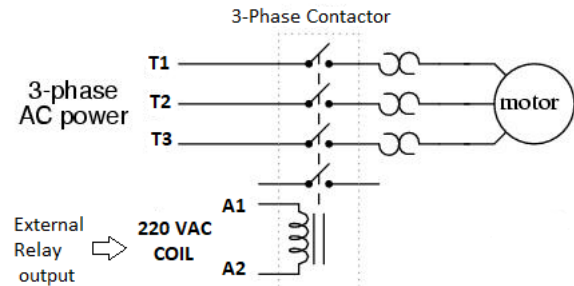 3-Phase Contactor
T1
3-phase
AC power
T2
T3
motor
A1
External
Relay
output
220 VAC
COIL
A2